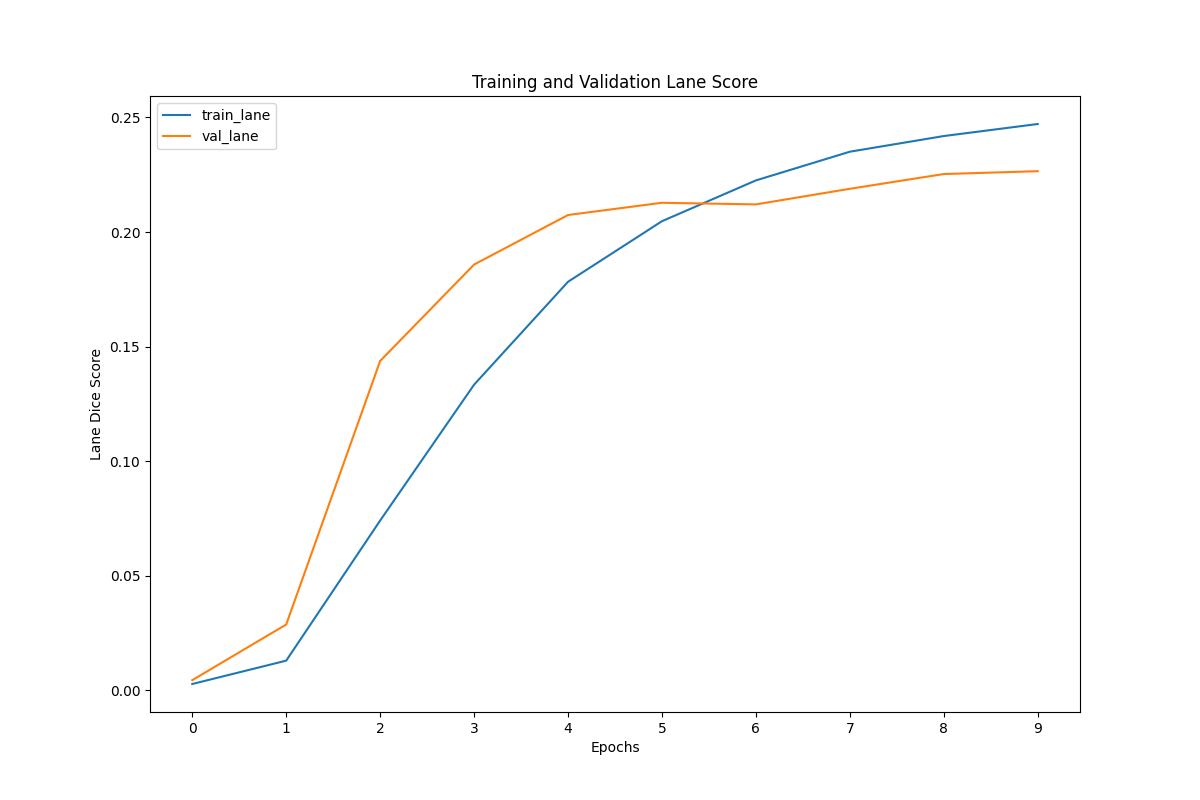 Training and Validation Lane Score
train_lane
val_lane
Lane Dice Score
0.25
0.20
0.15
0.10
0.05
0.00
0 1 2 3 4 5 6 7 8 9
Epochs